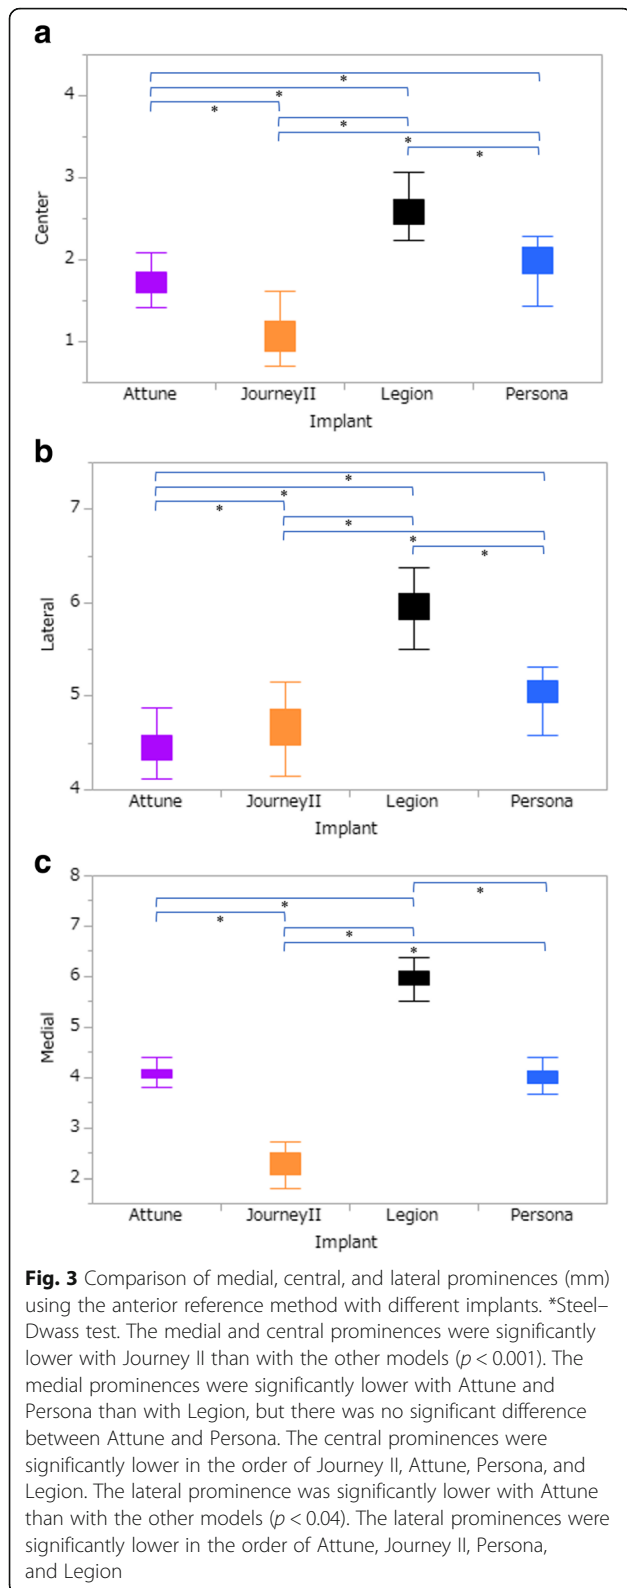 a
*
*
*
*
*
*
4
3
2
1
Center
Attune JourneyII Legion Persona
Implant
b
*
*
*
*
*
*
7
6
5
4
Lateral
Attune JourneyII Legion Persona
Implant
c
*
*
*
*
*
8
7
6
5
4
3
2
Medial
Attune JourneyII Legion Persona
Implant
Fig. 3 Comparison of medial, central, and lateral prominences (mm)
using the anterior reference method with different implants. *Steel–
Dwass test. The medial and central prominences were significantly
lower with Journey II than with the other models (p < 0.001). The
medial prominences were significantly lower with Attune and
Persona than with Legion, but there was no significant difference
between Attune and Persona. The central prominences were
significantly lower in the order of Journey II, Attune, Persona, and
Legion. The lateral prominence was significantly lower with Attune
than with the other models (p < 0.04). The lateral prominences were
significantly lower in the order of Attune, Journey II, Persona,
and Legion